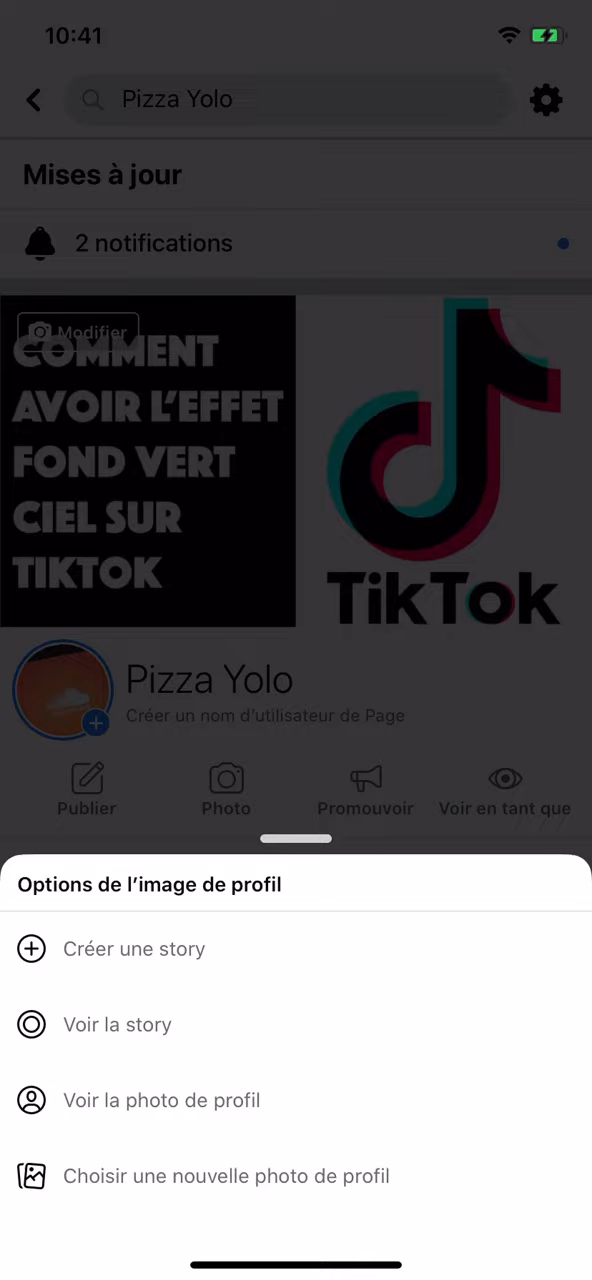 10:41
Pizza Yolo
Mises à jour
2 notifications
Modifier
COMMENT
AVOIR L'EFFET
FOND VERT
CIEL SUR
TIKTOK
TikTok
Pizza Yolo
Créer un nom d'utilisateur de Page
Publier
Photo
Promouvoir
Voir en tant que
Options de l'image de profil
Créer une story
Voir la story
Voir la photo de profil
Choisir une nouvelle photo de profil